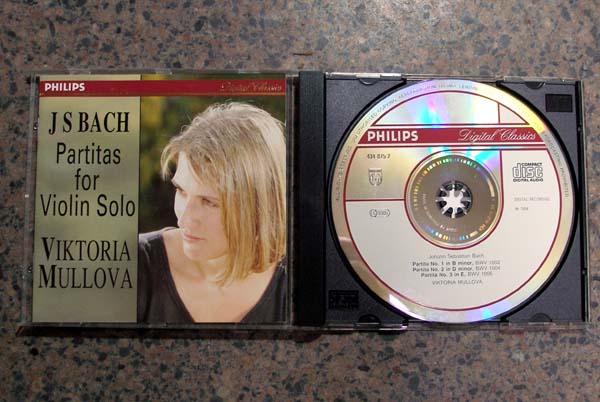 PHILIPS Digital Classics
J S BACH
Partitas
for
Violin Solo
VIKTORIA
MULLOVA
PHILIPS Digital Classics
COMPACT
disc
DIGITAL AUDIO
DIGITAL RECORDING
Johann Sebastian Bach
Partita No. 1 in B minor, BWV 1002
Partita No. 2 in D minor, BWV 1004
Partita No. 3 in E, BWV 1006
VIKTORIA MULLOVA